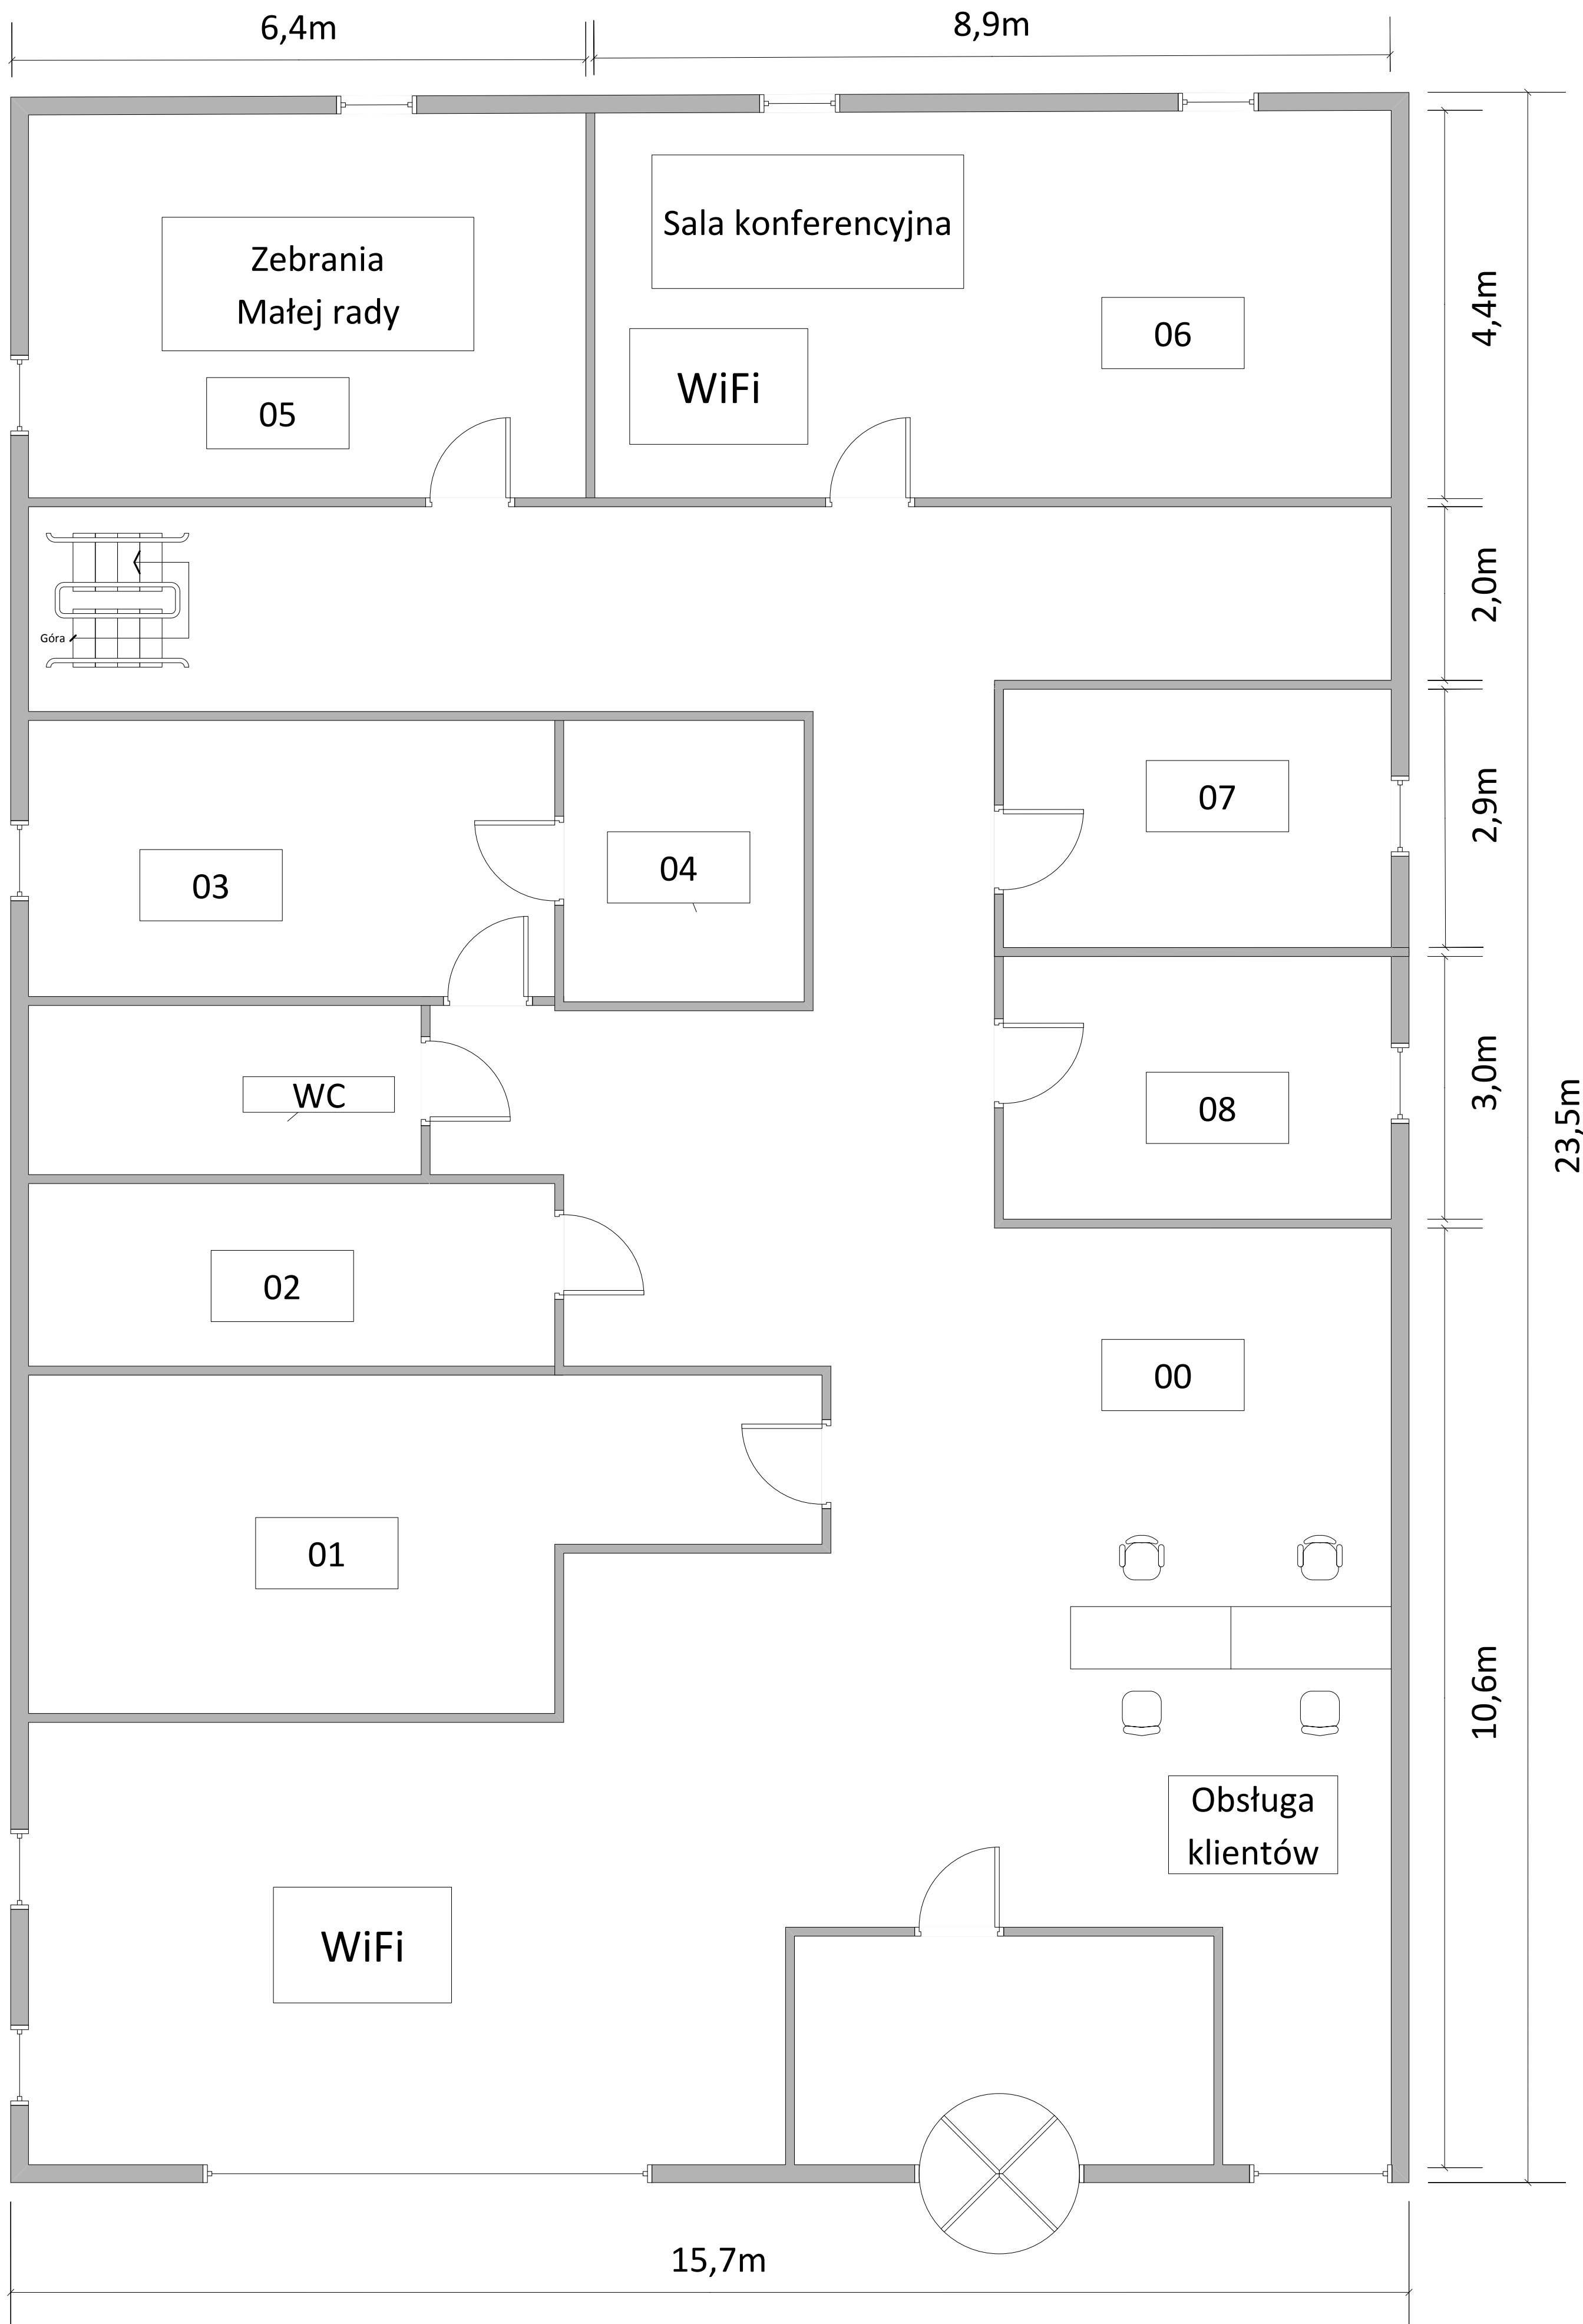 6,4m
8,9m
Sala konferencyjna
Zebrania
Małej rady
06
4,4m
WiFi
05
2,0m
Góra
07
2,9m
04
03
3,0m
WC
08
23,5m
02
00
01
10,6m
Obsługa
klientów
WiFi
15,7m